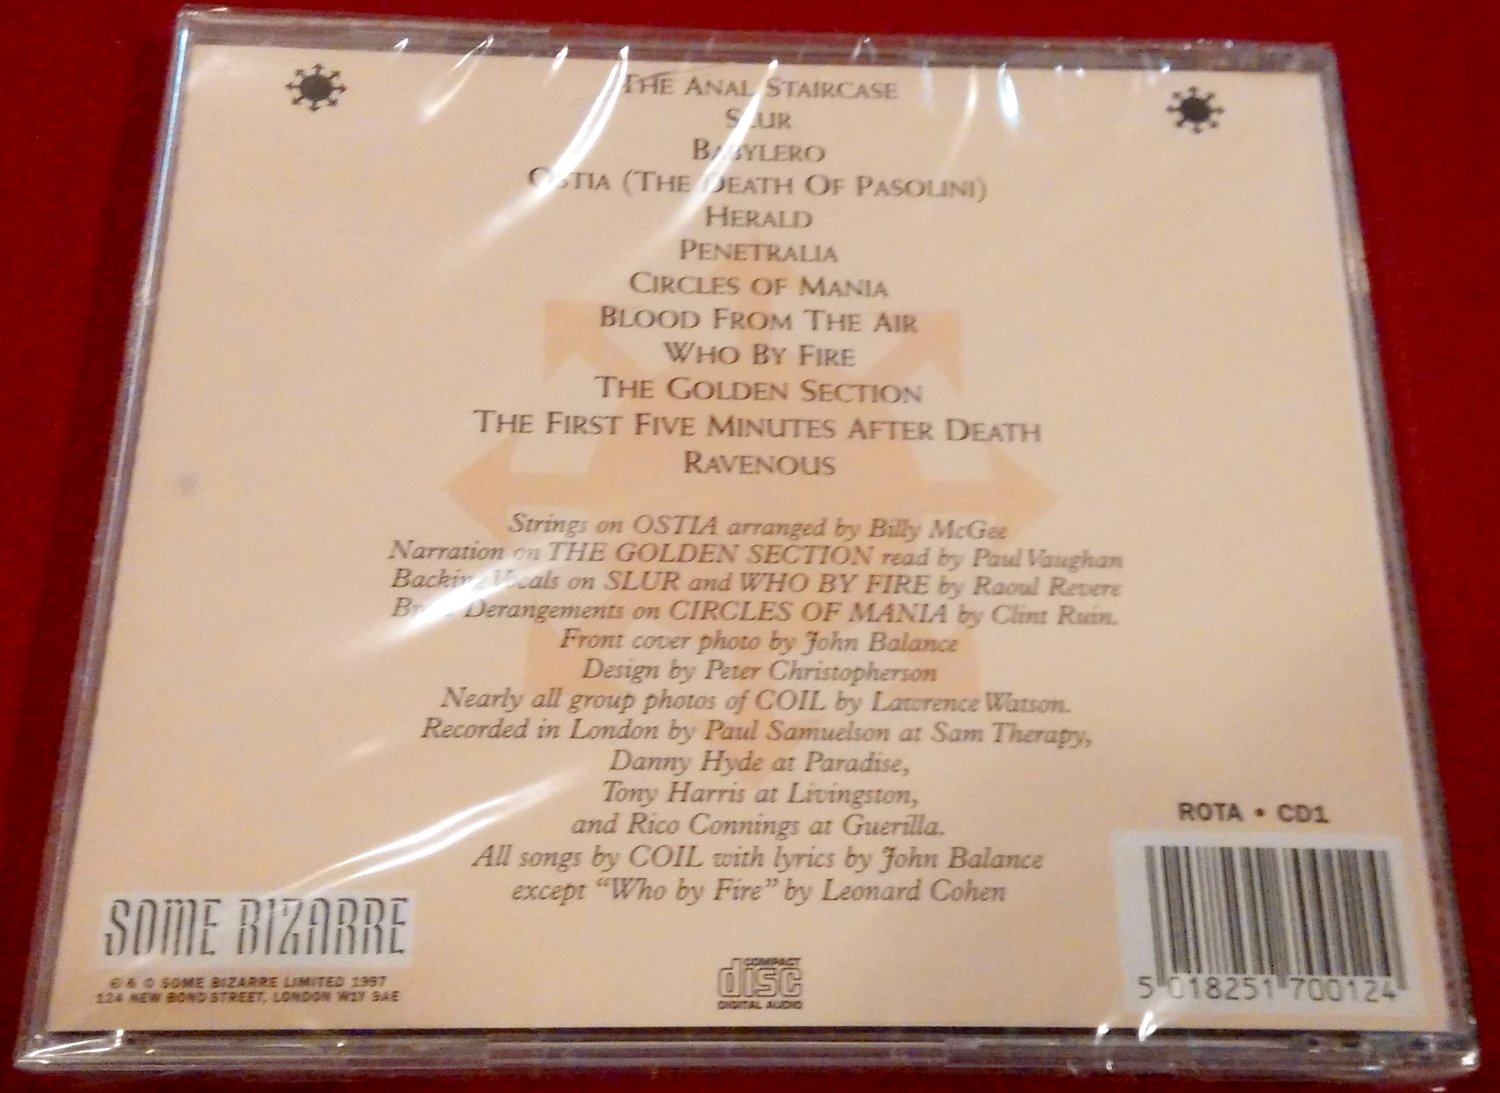 THE ANAL STAIRCASE
SLUR
BABYLERO
OSTIA (THE DEATH OF PASOLINI)
HERALD
PENETRALIA
CIRCLES OF MANIA
BLOOD FROM THE AIR
WHO BY FIRE
THE GOLDEN SECTION
THE FIRST FIVE MINUTES AFTER DEATH
RAVENOUS
Strings on OSTIA arranged by Billy McGee
Narration on THE GOLDEN SECTION read by Paul Vaughan
Backing Vocals on SLUR and WHO BY FIRE by Raoul Revere
Brass Derangements on CIRCLES OF MANIA by Clint Ruin.
Front cover photo by John Balance
Design by Peter Christopherson
Nearly all group photos of COIL by Lawrence Watson.
Recorded in London by Paul Samuelson at Sam Therapy,
Danny Hyde at Paradise,
Tony Harris at Livingston,
and Rico Connings at Guerilla.
All songs by COIL with lyrics by John Balance
except "Who by Fire" by Leonard Cohen
ROTA • CD1
5 018251 700124
SOME BIZARRE
℗ & © SOME BIZARRE LIMITED 1997
124 NEW BOND STREET, LONDON W1Y 9AE
COMPACT
disc
DIGITAL AUDIO